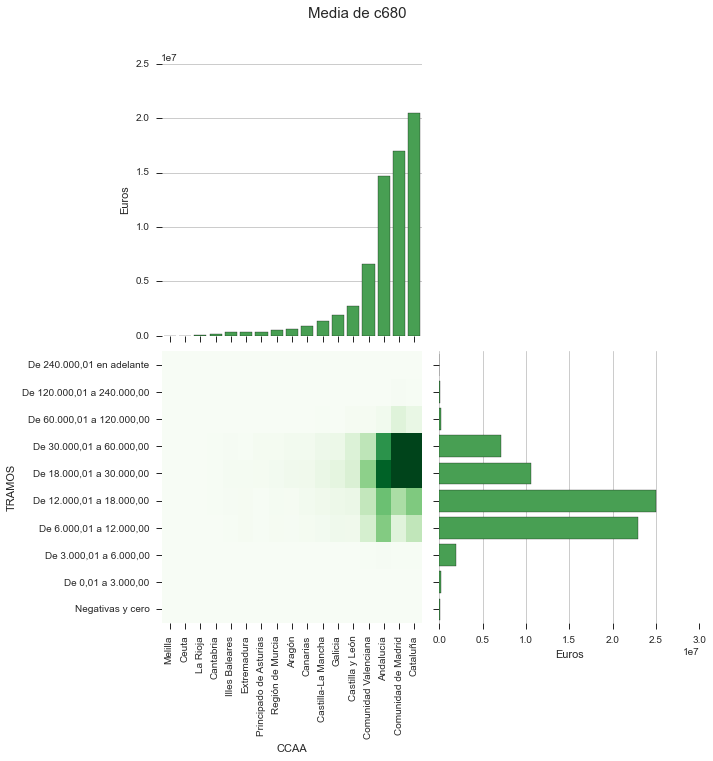 Media de c680
1e7
2.5
2.0
1.5
1.0
0.5
0.0
Euros
De 240.000,01 en adelante
De 120.000,01 a 240.000,00
De 60.000,01 a 120.000,00
De 30.000,01 a 60.000,00
De 18.000,01 a 30.000,00
De 12.000,01 a 18.000,00
De 6.000,01 a 12.000,00
De 3.000,01 a 6.000,00
De 0,01 a 3.000,00
Negativas y cero
TRAMOS
Melilla
Ceuta
La Rioja
Cantabria
Illes Baleares
Extremadura
Principado de Asturias
Región de Murcia
Aragón
Canarias
Castilla-La Mancha
Galicia
Castilla y León
Comunidad Valenciana
Andalucía
Comunidad de Madrid
Cataluña
CCAA
0.0 0.5 1.0 1.5 2.0 2.5 3.0
Euros
1e7